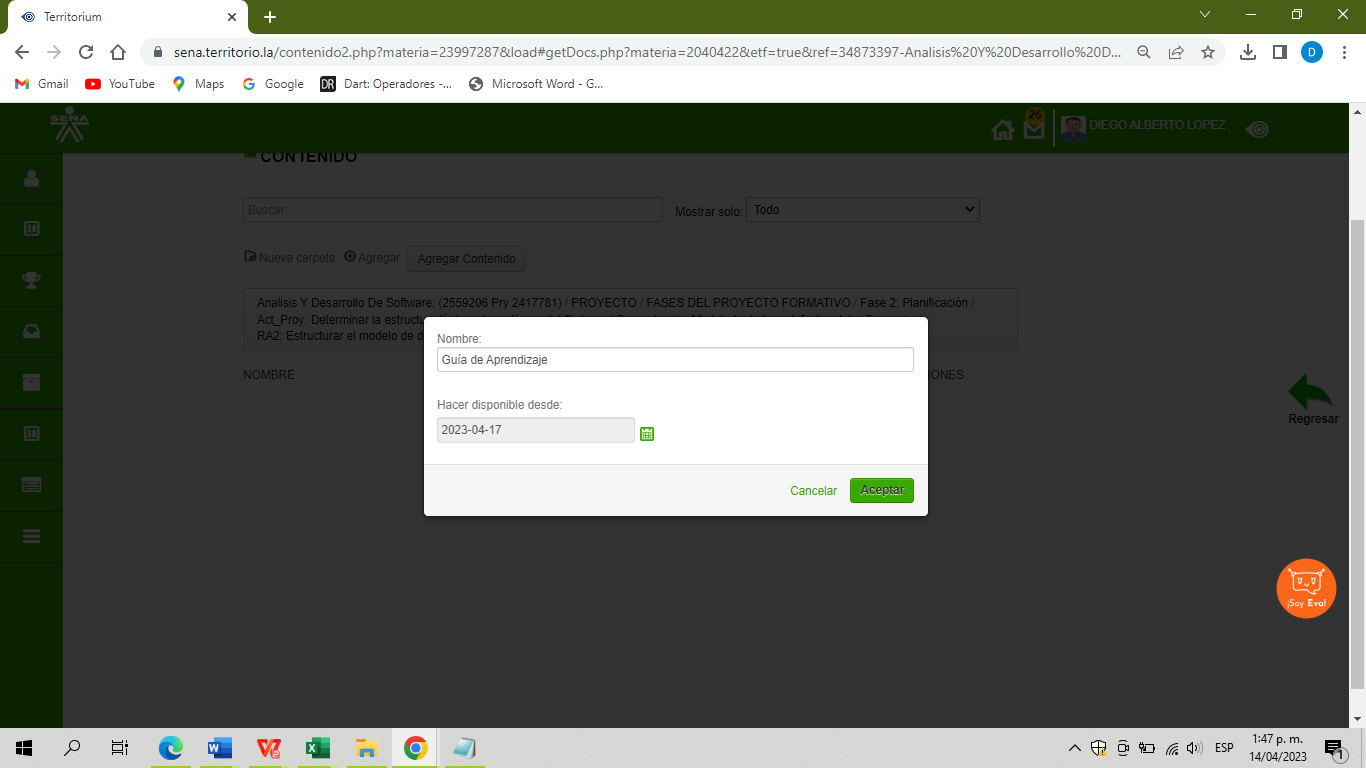 Territorium
sena.territorio.la/contenido2.php?materia=23997287&load#getDocs.php?materia=2040422&etf=true&ref=34873397-Analisis%20Y%20Desarrollo%20D...
D
Gmail
YouTube
Maps
Google
DR Dart: Operadores -...
Microsoft Word - G...
SENA
26
DIEGO ALBERTO LOPEZ
CONTENIDO
Buscar
Mostrar solo: Todo
Nueva carpeta
Agregar
Agregar Contenido
Analisis Y Desarrollo De Software. (2559206 Pry 2417781) / PROYECTO / FASES DEL PROYECTO FORMATIVO / Fase 2: Planificación /
Act_Proy: Determinar la
RA2: Estructurar el modelo de
NOMBRE
Regresar
Nombre:
Guía de Aprendizaje
Hacer disponible desde:
2023-04-17
Cancelar
Aceptar
¡Soy Eva!
ESP
1:47 p. m.
14/04/2023
1